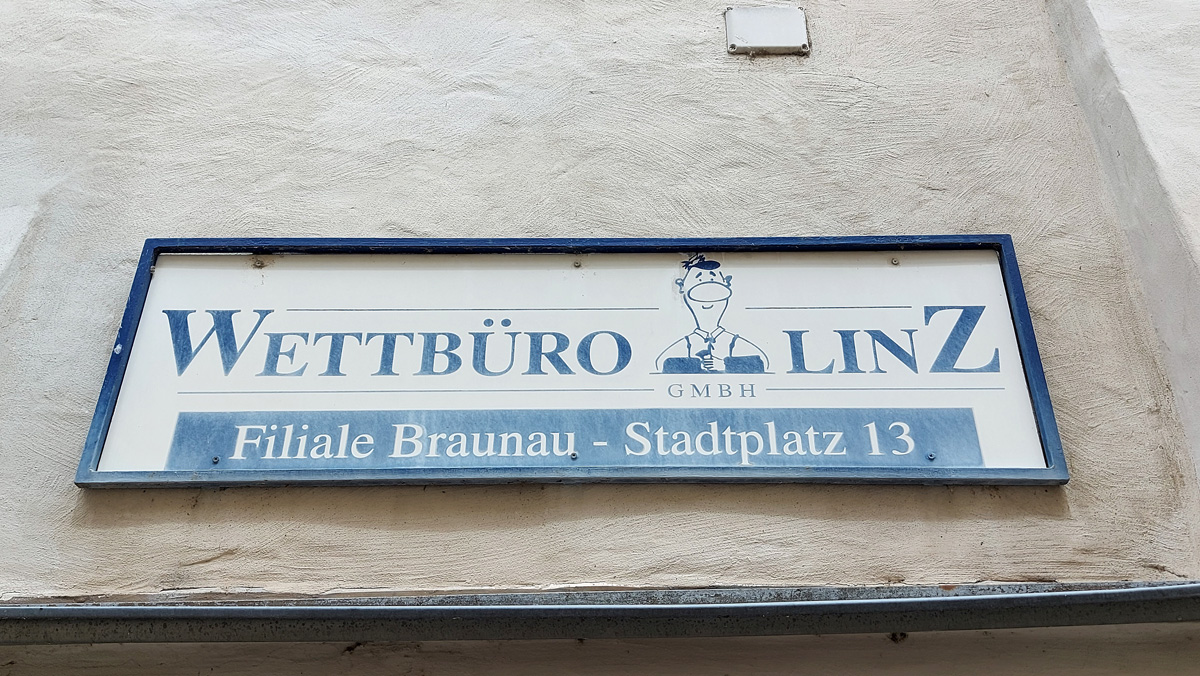 WETTBÜRO LINZ
GMBH
Filiale Braunau - Stadtplatz 13